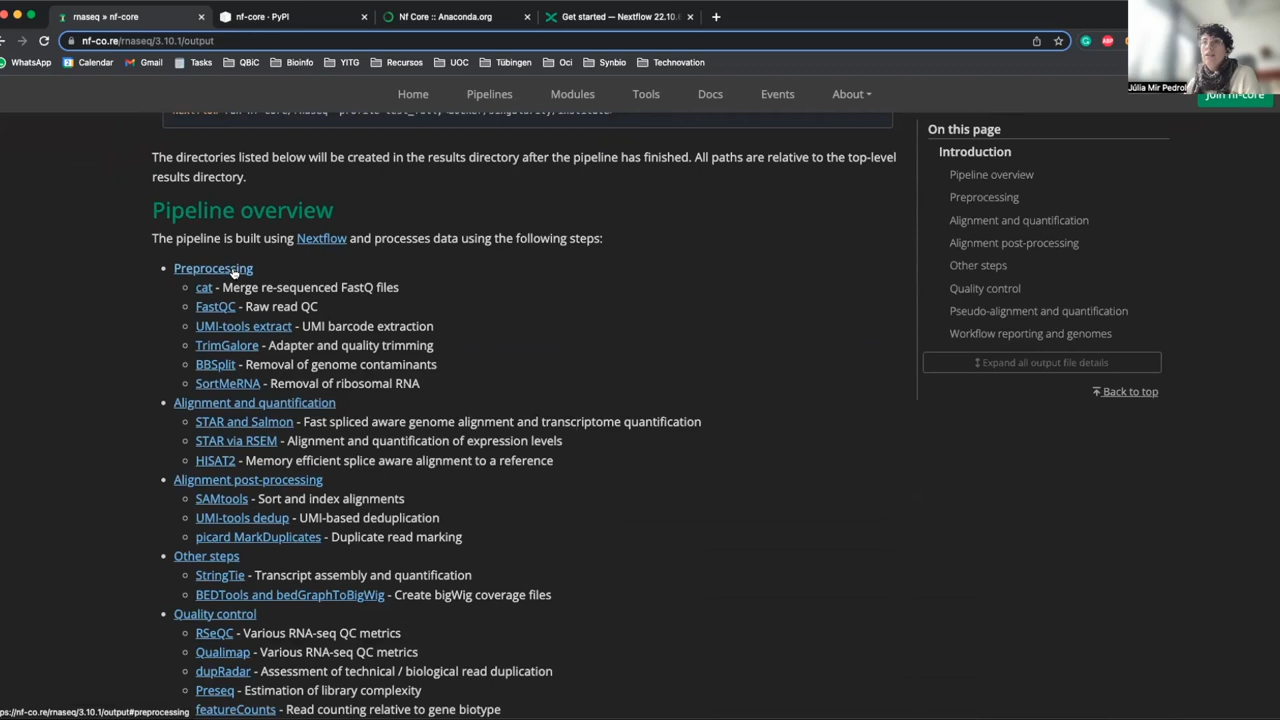 rnaseq » nf-core
nf-core · PyPI
Nf Core :: Anaconda.org
Get started — Nextflow 22.10.6
nf-co.re/rnaseq/3.10.1/output
WhatsApp
Calendar
Gmail
Tasks
QBiC
Bioinfo
YITG
Recursos
UOC
Tübingen
Oci
Synbio
Technovation
Júlia Mir Pedrol
Home
Pipelines
Modules
Tools
Docs
Events
About
Join nf-core
The directories listed below will be created in the results directory after the pipeline has finished. All paths are relative to the top-level
results directory.
Pipeline overview
The pipeline is built using Nextflow and processes data using the following steps:
• Preprocessing
cat - Merge re-sequenced FastQ files
FastQC - Raw read QC
UMI-tools extract - UMI barcode extraction
TrimGalore - Adapter and quality trimming
BBSplit - Removal of genome contaminants
SortMeRNA - Removal of ribosomal RNA
• Alignment and quantification
STAR and Salmon - Fast spliced aware genome alignment and transcriptome quantification
STAR via RSEM - Alignment and quantification of expression levels
HISAT2 - Memory efficient splice aware alignment to a reference
• Alignment post-processing
SAMtools - Sort and index alignments
UMI-tools dedup - UMI-based deduplication
picard MarkDuplicates - Duplicate read marking
• Other steps
StringTie - Transcript assembly and quantification
BEDTools and bedGraphToBigWig - Create bigWig coverage files
• Quality control
RSeQC - Various RNA-seq QC metrics
Qualimap - Various RNA-seq QC metrics
dupRadar - Assessment of technical / biological read duplication
Preseq - Estimation of library complexity
featureCounts - Read counting relative to gene biotype
On this page
Introduction
Pipeline overview
Preprocessing
Alignment and quantification
Alignment post-processing
Other steps
Quality control
Pseudo-alignment and quantification
Workflow reporting and genomes
Expand all output file details
Back to top
ps://nf-co.re/rnaseq/3.10.1/output#preprocessing